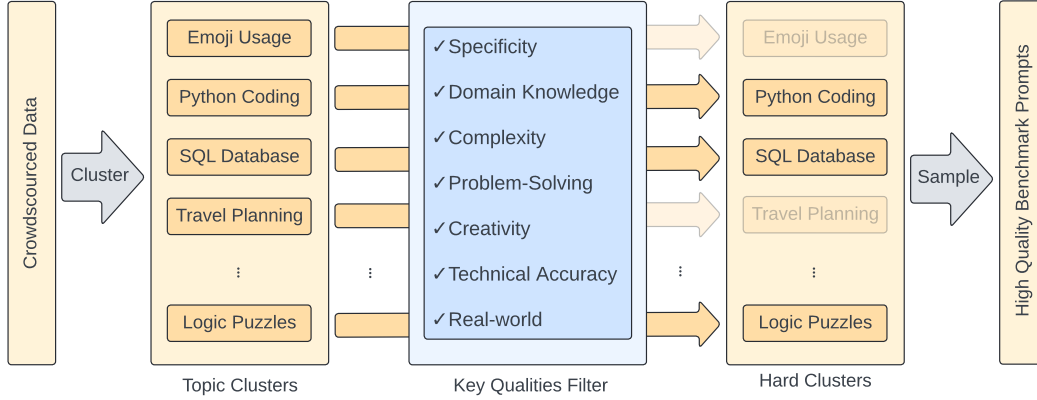 Crowdscourced Data
Cluster
Emoji Usage
Python Coding
SQL Database
Travel Planning
...
Logic Puzzles
Topic Clusters
...
✓Specificity
✓Domain Knowledge
✓Complexity
✓Problem-Solving
✓Creativity
✓Technical Accuracy
✓Real-world
Key Qualities Filter
...
Emoji Usage
Python Coding
SQL Database
Travel Planning
...
Logic Puzzles
Hard Clusters
Sample
High Quality Benchmark Prompts